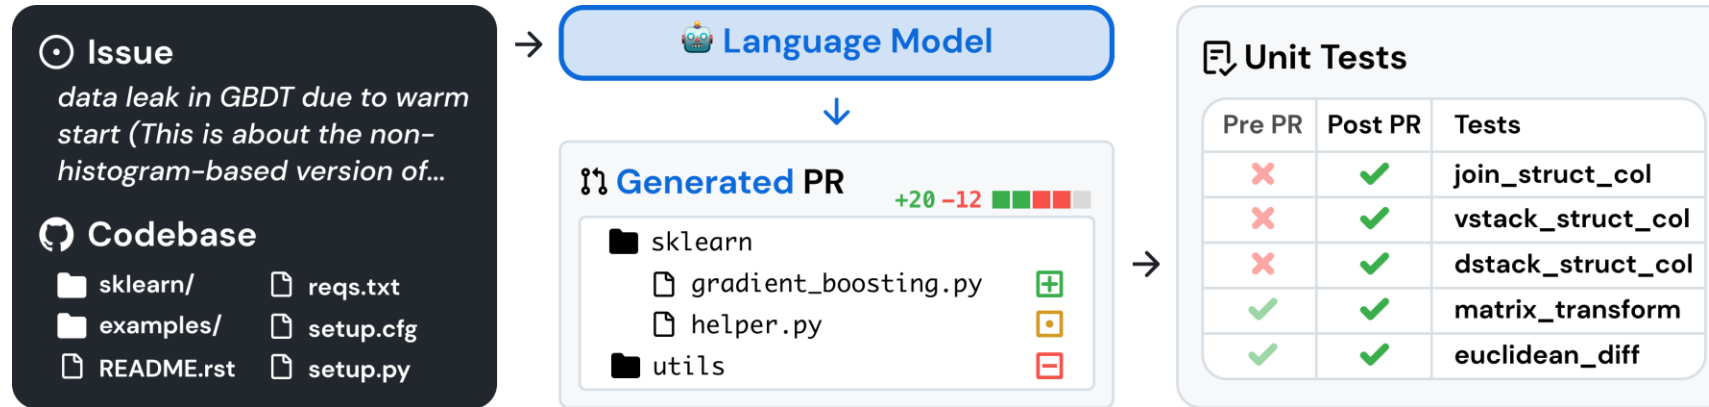 Issue
data leak in GBDT due to warm
start (This is about the non-
histogram-based version of...
Codebase
sklearn/
reqs.txt
examples/
setup.cfg
README.rst
setup.py
Language Model
Generated PR
+20 -12
sklearn
gradient_boosting.py
helper.py
utils
Unit Tests
Pre PR Post PR Tests
join_struct_col
vstack_struct_col
dstack_struct_col
matrix_transform
euclidean_diff